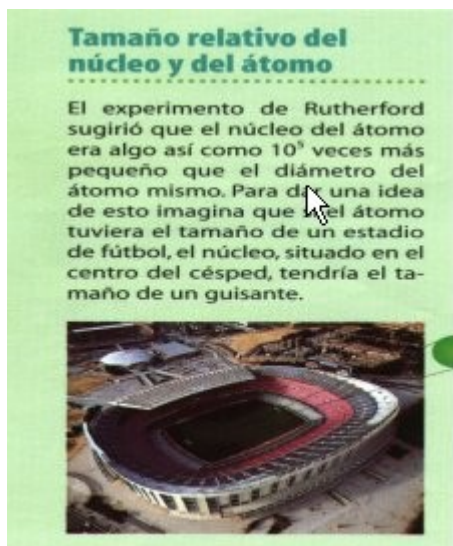 Tamaño relativo del
núcleo y del átomo
El experimento de Rutherford
sugirió que el núcleo del átomo
era algo así como 10⁵ veces más
pequeño que el diámetro del
átomo mismo. Para dar una idea
de esto imagina que si el átomo
tuviera el tamaño de un estadio
de fútbol, el núcleo, situado en el
centro del césped, tendría el ta-
maño de un guisante.